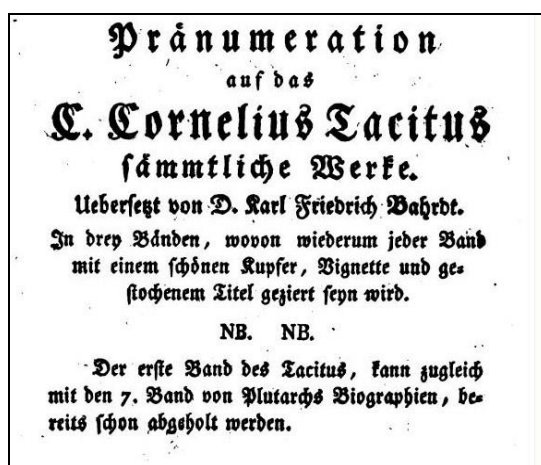 Pränumeration
auf das
C. Cornelius Tacitus
sämmtliche Werke.
Uebersetzt von D. Karl Friedrich Bahrdt.
In drey Bänden, wovon wiederum jeder Band
mit einem schönen Kupfer, Vignette und ge-
stochenem Titel geziert seyn wird.
NB. NB.
Der erste Band des Tacitus, kann zugleich
mit den 7. Band von Plutarchs Biographien, be-
reits schon abgeholt werden.